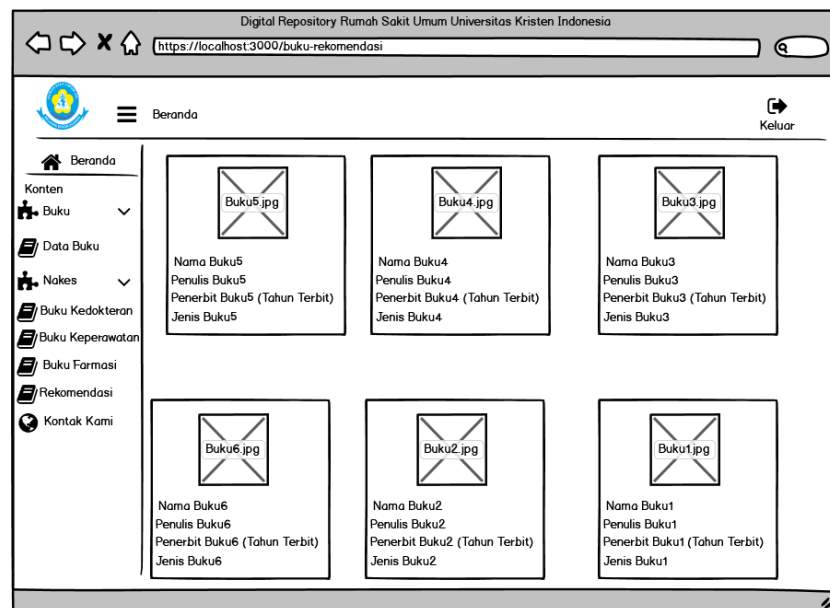 Digital Repository Rumah Sakit Umum Universitas Kristen Indonesia
https://localhost:3000/buku-rekomendasi
Beranda
Keluar
Beranda
Konten
Buku
Data Buku
Nakes
Buku Kedokteran
Buku Keperawatan
Buku Farmasi
Rekomendasi
Kontak Kami
Buku5.jpg
Nama Buku5
Penulis Buku5
Penerbit Buku5 (Tahun Terbit)
Jenis Buku5
Buku4.jpg
Nama Buku4
Penulis Buku4
Penerbit Buku4 (Tahun Terbit)
Jenis Buku4
Buku3.jpg
Nama Buku3
Penulis Buku3
Penerbit Buku3 (Tahun Terbit)
Jenis Buku3
Buku6.jpg
Nama Buku6
Penulis Buku6
Penerbit Buku6 (Tahun Terbit)
Jenis Buku6
Buku2.jpg
Nama Buku2
Penulis Buku2
Penerbit Buku2 (Tahun Terbit)
Jenis Buku2
Buku1.jpg
Nama Buku1
Penulis Buku1
Penerbit Buku1 (Tahun Terbit)
Jenis Buku1